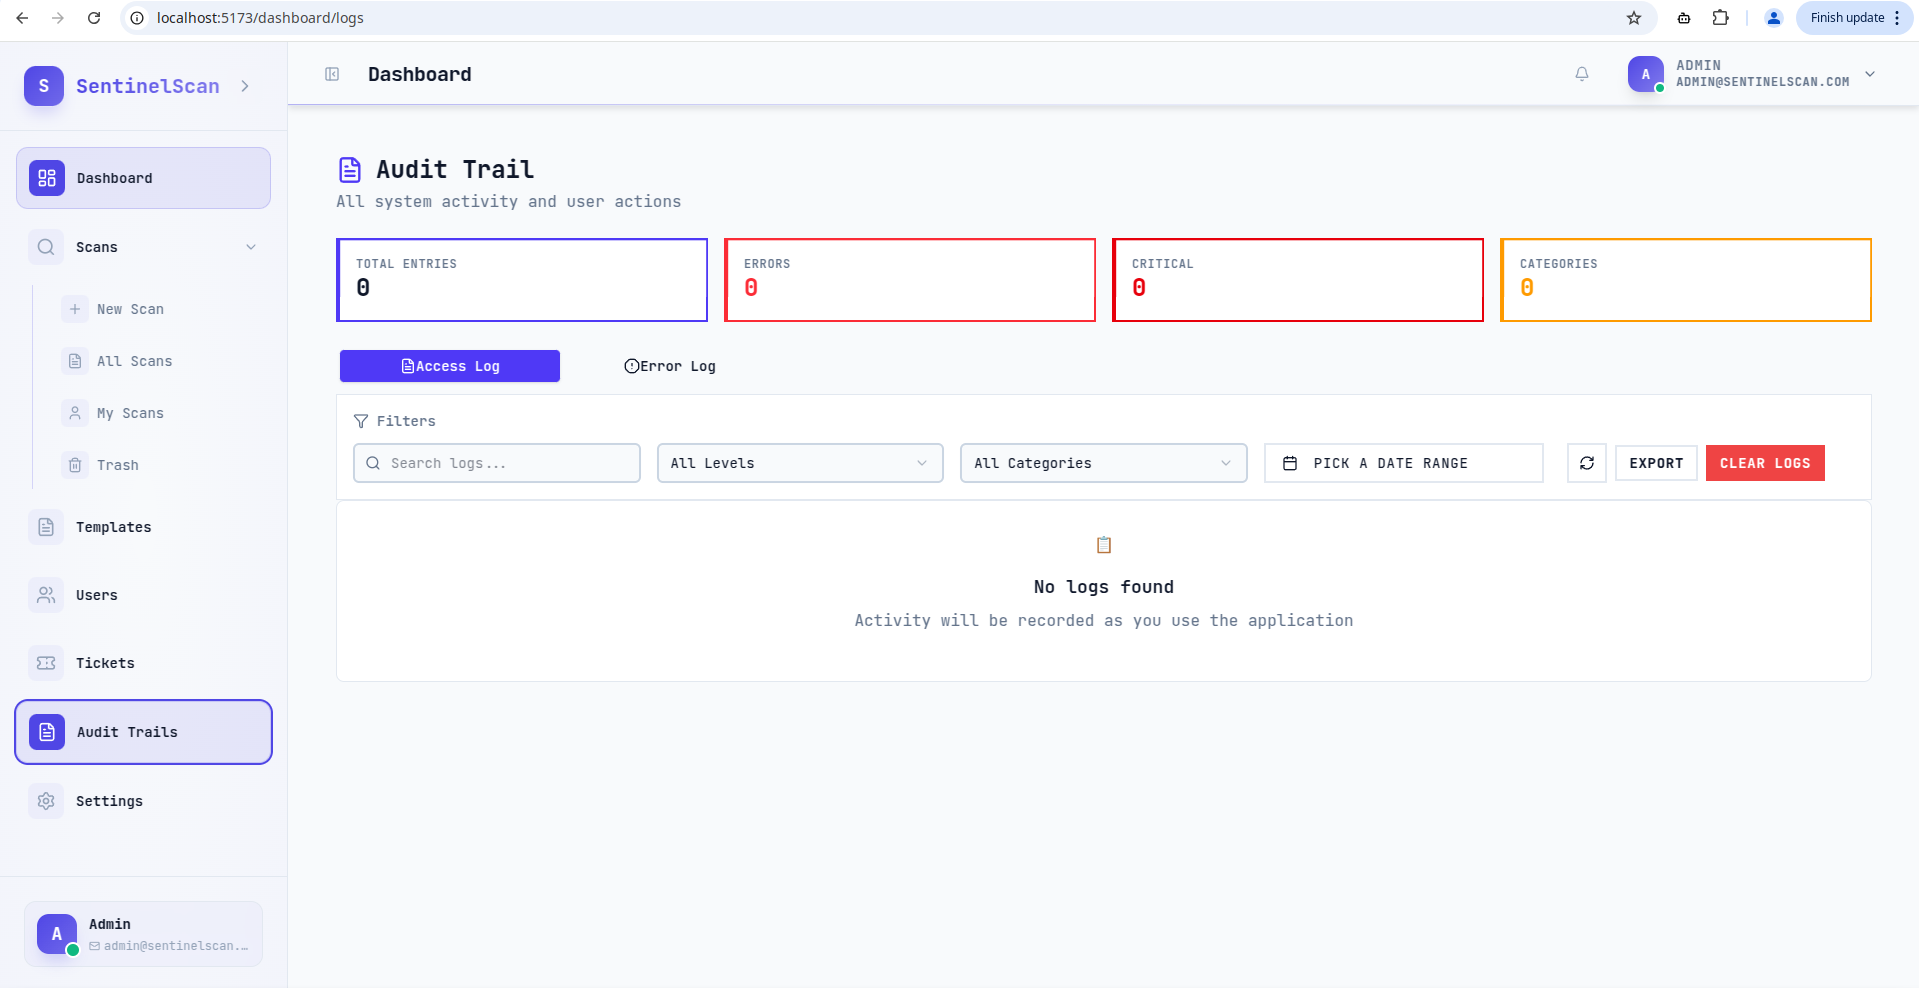 localhost:5173/dashboard/logs
Finish update
S
SentinelScan
Dashboard
A
ADMIN
ADMIN@SENTINELSCAN.COM
Dashboard
Scans
New Scan
All Scans
My Scans
Trash
Templates
Users
Tickets
Audit Trails
Settings
A
Admin
admin@sentinelscan.…
Audit Trail
All system activity and user actions
TOTAL ENTRIES
0
ERRORS
0
CRITICAL
0
CATEGORIES
0
Access Log
Error Log
Filters
Search logs...
All Levels
All Categories
PICK A DATE RANGE
EXPORT
CLEAR LOGS
No logs found
Activity will be recorded as you use the application